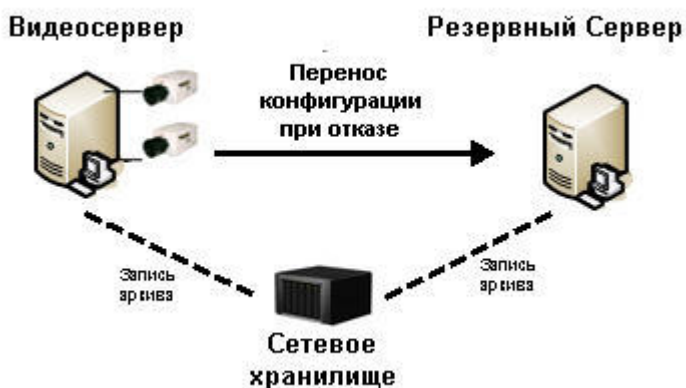 Видеосервер
Резервный Сервер
Перенос
конфигурации
при отказе
Запись
архива
Запись
архива
Сетевое
хранилище